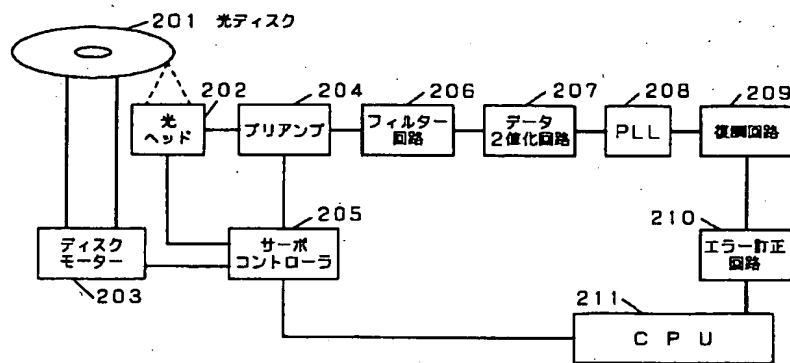 201 光ディスク
202
204
206
207
208
209
光
ヘッド
プリアンプ
フィルター
回路
データ
2値化回路
PLL
復調回路
205
210
ディスク
モーター
サーボ
コントローラ
エラー訂正
回路
203
211
CPU